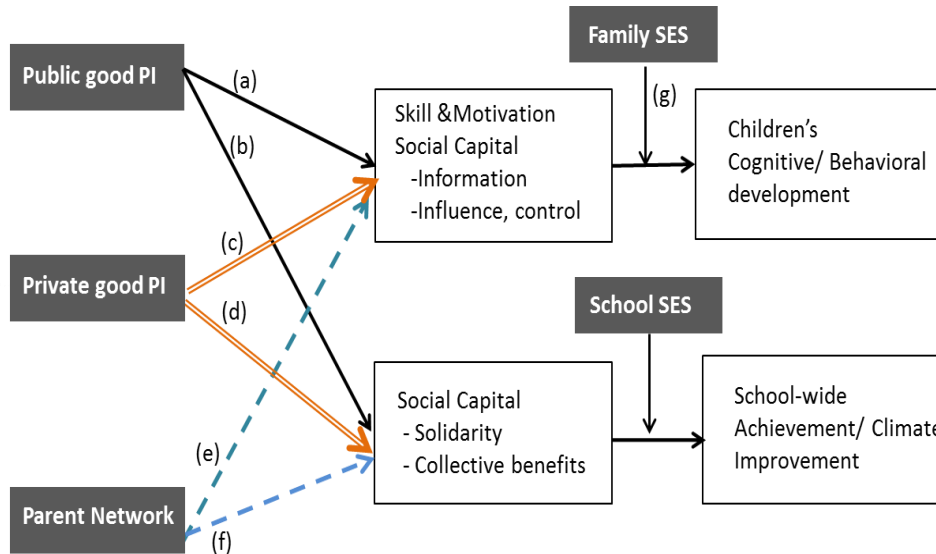 Family SES
Public good PI
(a)
(g)
(b)
Skill &Motivation
Social Capital
-Information
-Influence, control
Children's
Cognitive/ Behavioral
development
(c)
Private good PI
(d)
School SES
Social Capital
- Solidarity
- Collective benefits
School-wide
Achievement/ Climate
Improvement
(e)
Parent Network
(f)